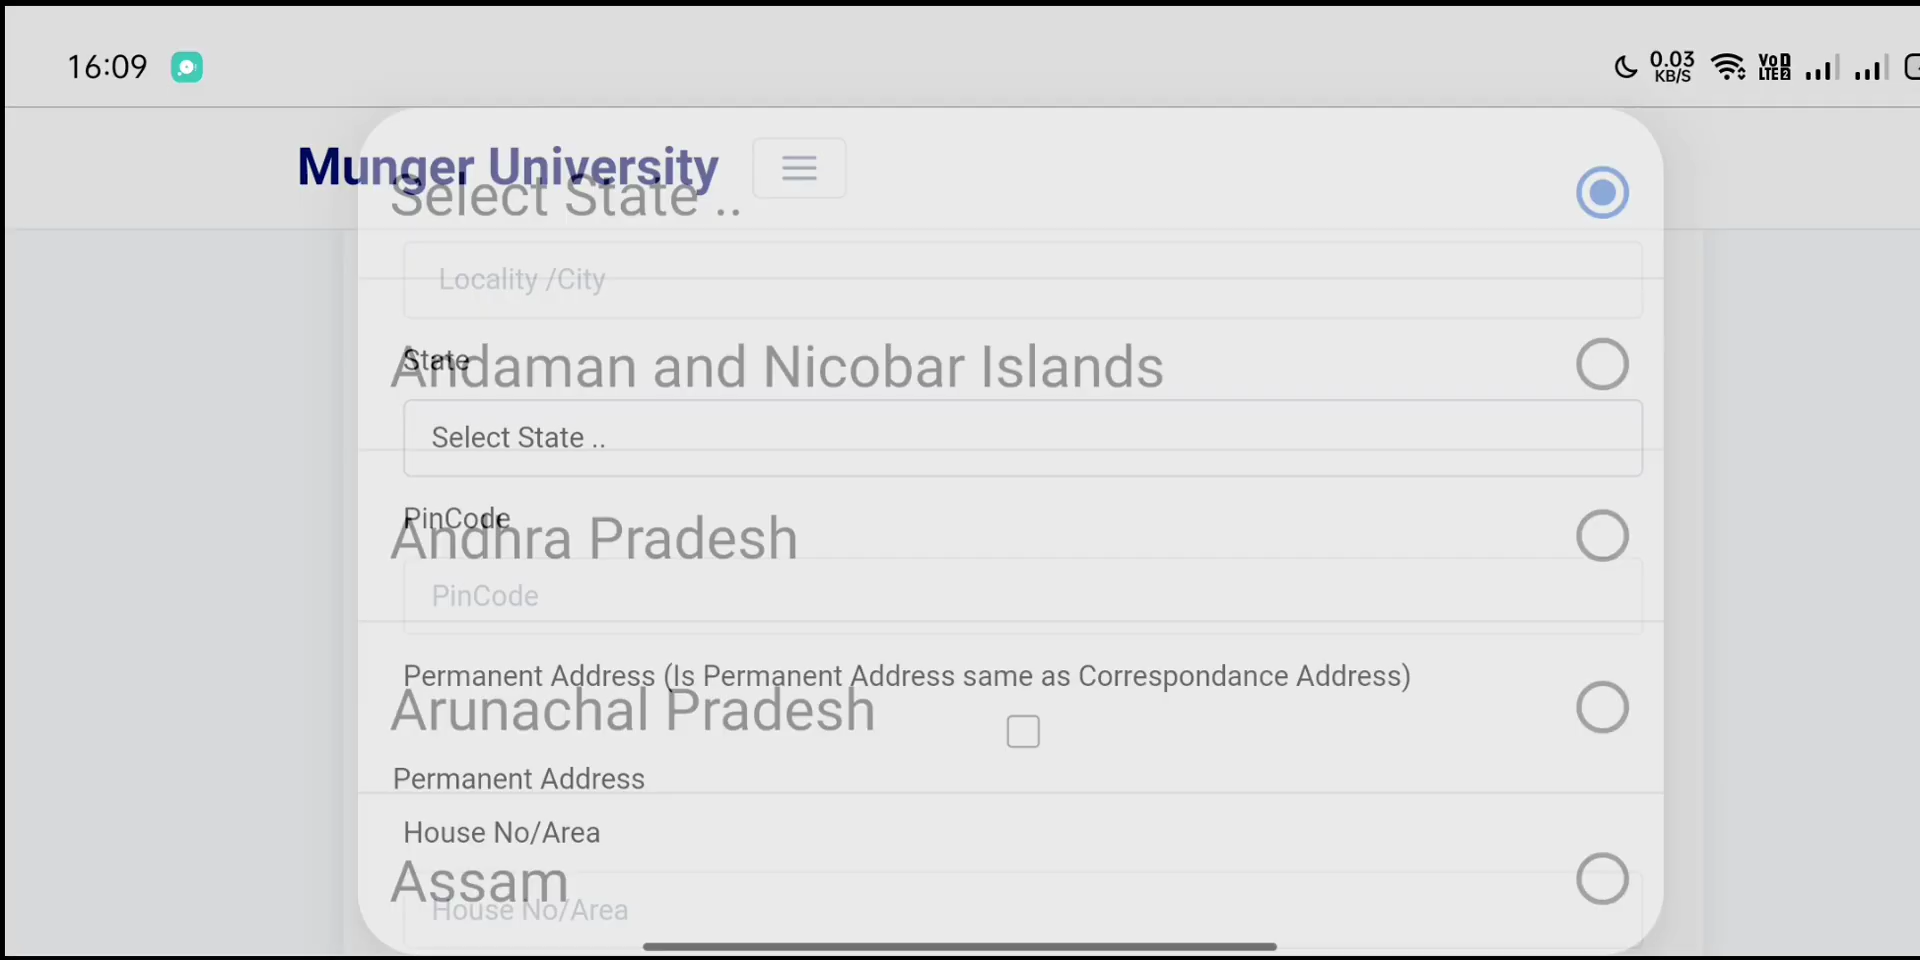 16:09
0.03
KB/S
VoD
LTE2
Munger University
Select State ..
Locality /City
State
Andaman and Nicobar Islands
Select State ..
PinCode
Andhra Pradesh
PinCode
Permanent Address (Is Permanent Address same as Correspondance Address)
Arunachal Pradesh
Permanent Address
House No/Area
Assam
House No/Area